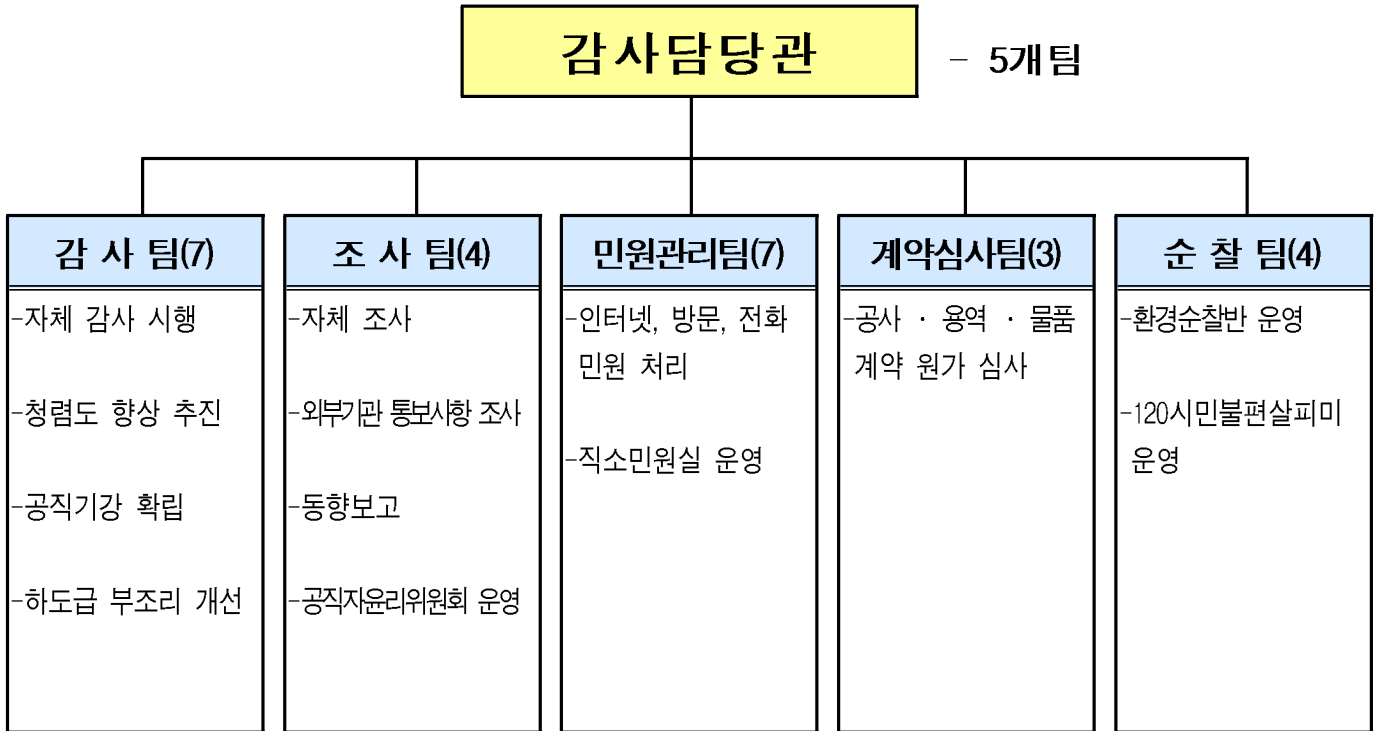 감사담당관
- 5개팀
감 사 팀(7)
-자체 감사 시행
-청렴도 향상 추진
-공직기강 확립
-하도급 부조리 개선
조 사 팀(4)
-자체 조사
-외부기관 통보사항 조사
-동향보고
-공직자윤리위원회 운영
민원관리팀(7)
-인터넷, 방문, 전화
민원 처리
-직소민원실 운영
계약심사팀(3)
-공사 · 용역 · 물품
계약 원가 심사
순 찰 팀(4)
-환경순찰반 운영
-120시민불편살피미
운영